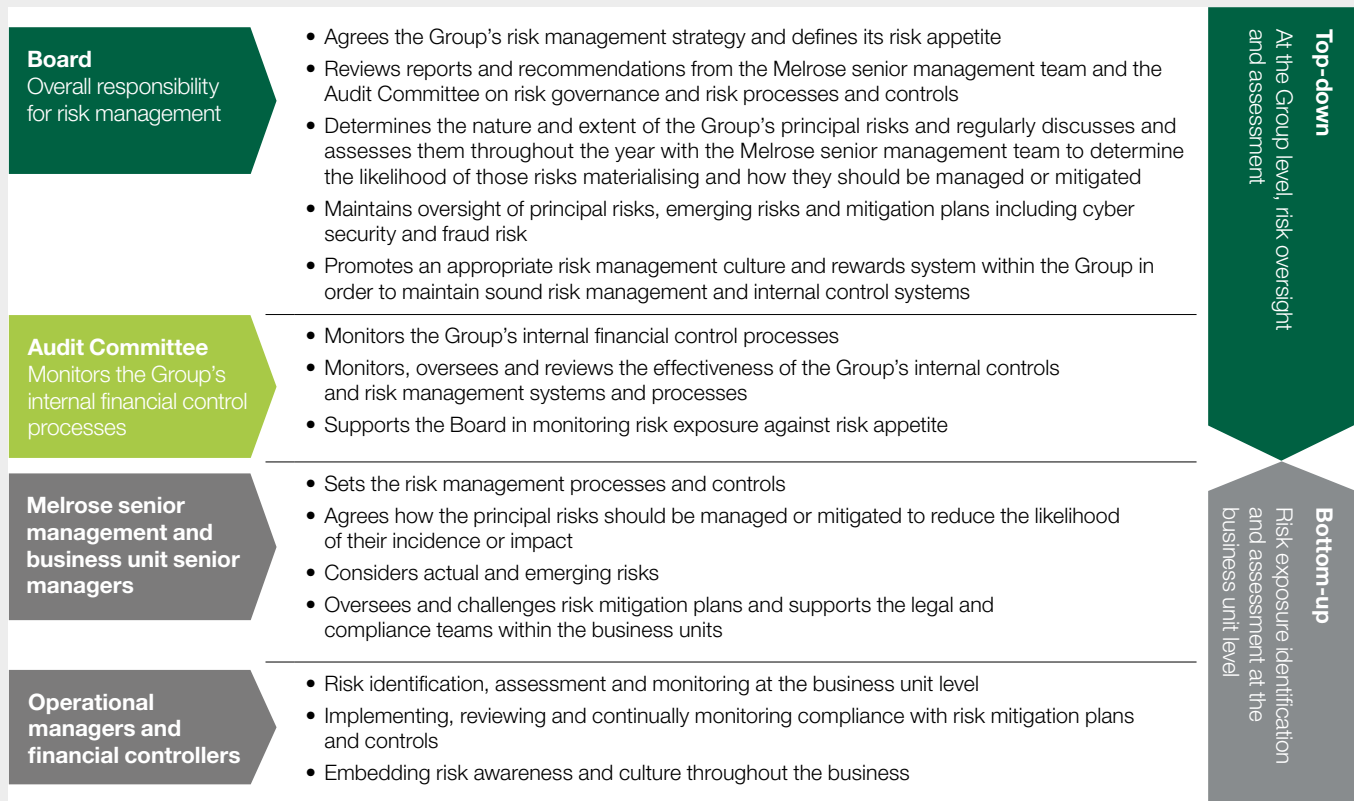 Board
Overall responsibility
for risk management
• Agrees the Group's risk management strategy and defines its risk appetite
• Reviews reports and recommendations from the Melrose senior management team and the
Audit Committee on risk governance and risk processes and controls
• Determines the nature and extent of the Group's principal risks and regularly discusses and
assesses them throughout the year with the Melrose senior management team to determine
the likelihood of those risks materialising and how they should be managed or mitigated
• Maintains oversight of principal risks, emerging risks and mitigation plans including cyber
security and fraud risk
• Promotes an appropriate risk management culture and rewards system within the Group in
order to maintain sound risk management and internal control systems
Audit Committee
Monitors the Group's
internal financial control
processes
• Monitors the Group's internal financial control processes
• Monitors, oversees and reviews the effectiveness of the Group's internal controls
and risk management systems and processes
• Supports the Board in monitoring risk exposure against risk appetite
Melrose senior
management and
business unit senior
managers
• Sets the risk management processes and controls
• Agrees how the principal risks should be managed or mitigated to reduce the likelihood
of their incidence or impact
• Considers actual and emerging risks
• Oversees and challenges risk mitigation plans and supports the legal and
compliance teams within the business units
Operational
managers and
financial controllers
• Risk identification, assessment and monitoring at the business unit level
• Implementing, reviewing and continually monitoring compliance with risk mitigation plans
and controls
• Embedding risk awareness and culture throughout the business
Top-down
At the Group level, risk oversight
and assessment
Bottom-up
Risk exposure identification
and assessment at the
business unit level